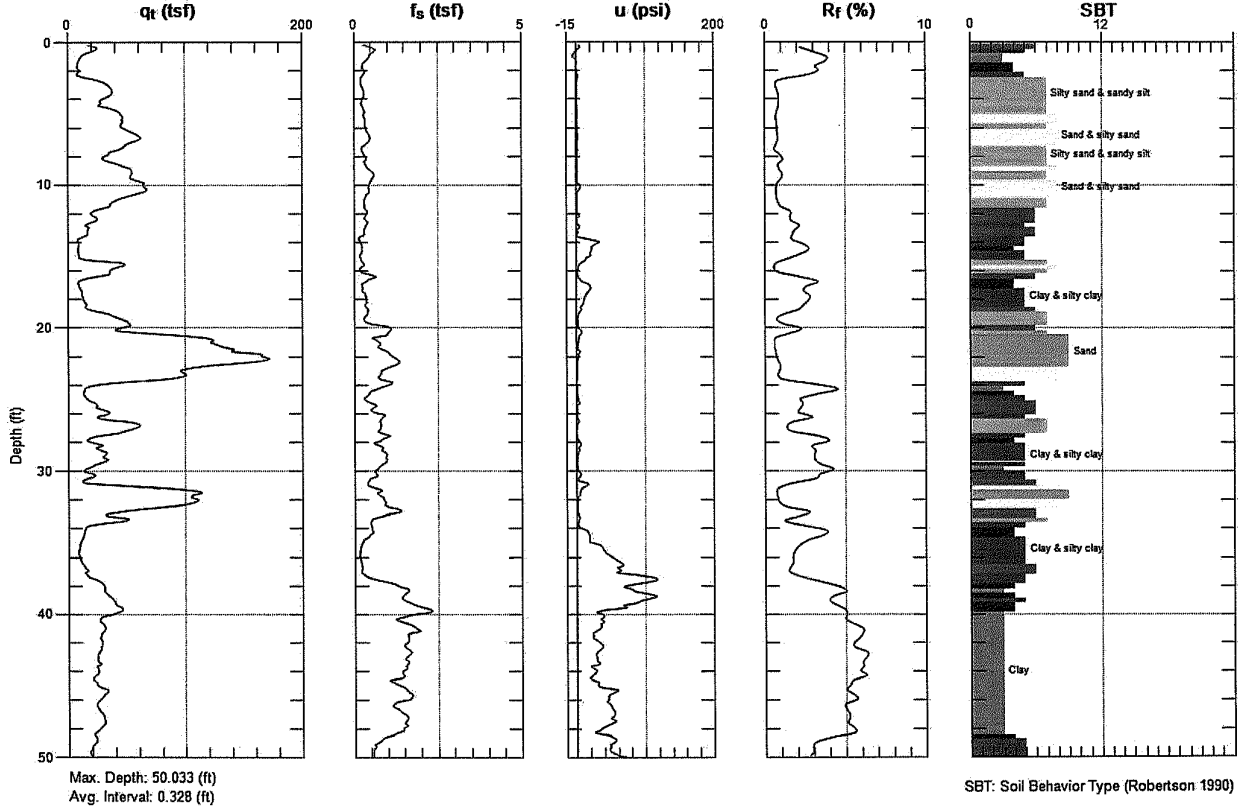 qt (tsf)
fs (tsf)
u (psi)
Rf (%)
SBT
0 200
0 5
-15 200
0 10
0 12
0
10
20
30
40
50
Depth (ft)
Silty sand & sandy silt
Sand & silty sand
Silty sand & sandy silt
Sand & silty sand
Clay & silty clay
Sand
Clay & silty clay
Clay & silty clay
Clay
Max. Depth: 50.033 (ft)
Avg. Interval: 0.328 (ft)
SBT: Soil Behavior Type (Robertson 1990)